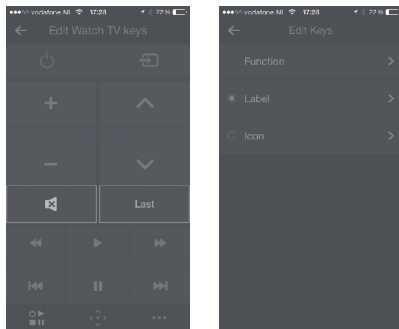 vodafone NL 17:28 22%
Edit Watch TV keys
Last
vodafone NL 17:28 22%
Edit Keys
Function
Label
Icon